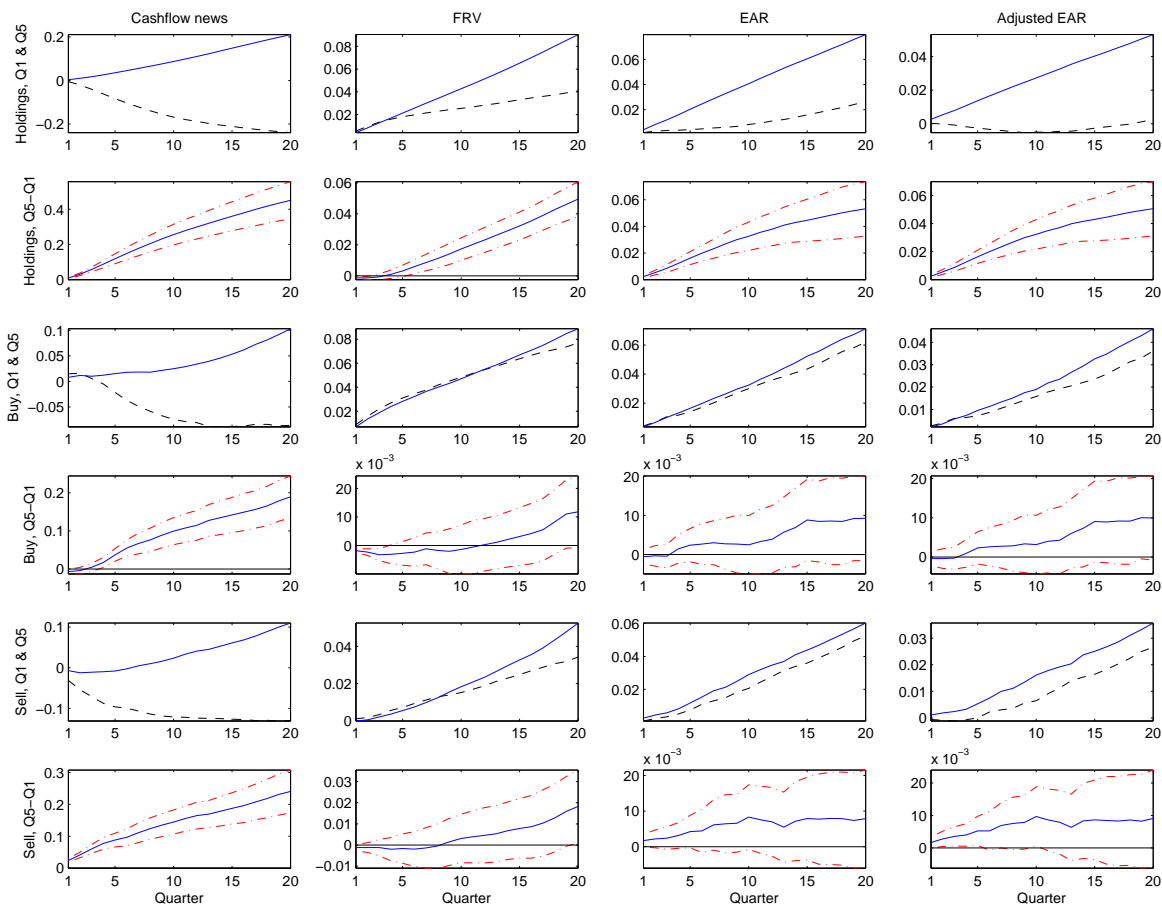 Cashflow news FRV EAR Adjusted EAR
Holdings, Q1 & Q5
0.2 0 −0.2
0.08 0.06 0.04 0.02
0.06 0.04 0.02
0.04 0.02 0
1 5 10 15 20 1 5 10 15 20 1 5 10 15 20 1 5 10 15 20
Holdings, Q5−Q1
0.4 0.2 0
0.06 0.04 0.02 0
0.06 0.04 0.02 0
0.06 0.04 0.02 0
1 5 10 15 20 1 5 10 15 20 1 5 10 15 20 1 5 10 15 20
Buy, Q1 & Q5
0.1 0.05 0 −0.05
0.08 0.06 0.04 0.02
0.06 0.04 0.02
0.04 0.03 0.02 0.01
1 5 10 15 20 1 5 10 15 20 1 5 10 15 20 1 5 10 15 20
Buy, Q5−Q1
0.2 0.1 0
x 10−3 20 10 0
x 10−3 20 10 0
x 10−3 20 10 0
1 5 10 15 20 1 5 10 15 20 1 5 10 15 20 1 5 10 15 20
Sell, Q1 & Q5
0.1 0 −0.1
0.04 0.02 0
0.06 0.04 0.02
0.03 0.02 0.01 0
1 5 10 15 20 1 5 10 15 20 1 5 10 15 20 1 5 10 15 20
Sell, Q5−Q1
0.3 0.2 0.1 0
0.03 0.02 0.01 0 −0.01
x 10−3 20 10 0
x 10−3 20 10 0
1 5 10 15 20 1 5 10 15 20 1 5 10 15 20 1 5 10 15 20
Quarter Quarter Quarter Quarter